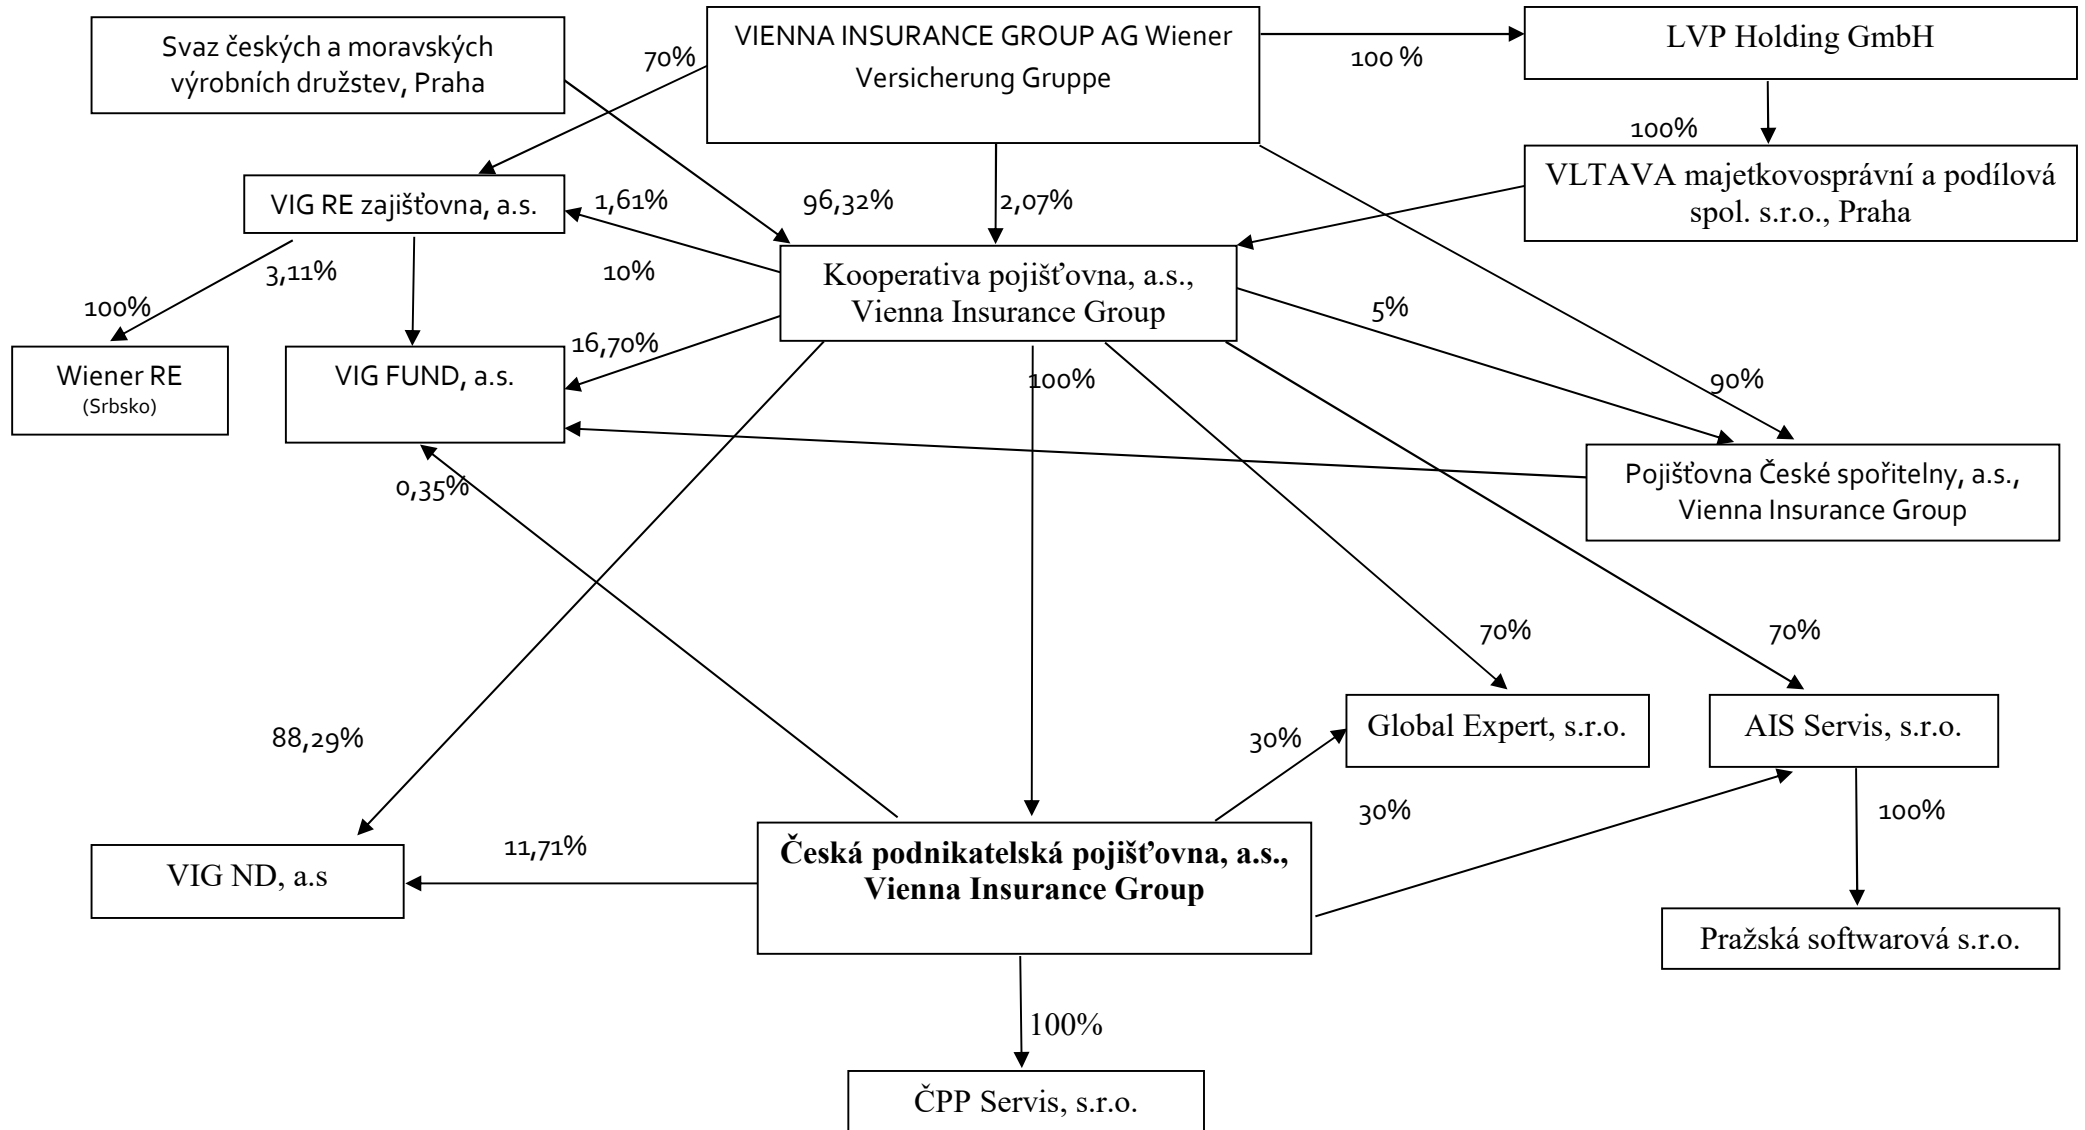 Svaz českých a moravských
výrobních družstev, Praha
70%
VIENNA INSURANCE GROUP AG Wiener
Versicherung Gruppe
100 %
LVP Holding GmbH
100%
VLTAVA majetkovosprávní a podílová
spol. s.r.o., Praha
VIG RE zajišťovna, a.s.
1,61%
96,32%
2,07%
3,11%
10%
Kooperativa pojišťovna, a.s.,
Vienna Insurance Group
5%
100%
16,70%
Wiener RE
(Srbsko)
VIG FUND, a.s.
100%
90%
0,35%
Pojišťovna České spořitelny, a.s.,
Vienna Insurance Group
70%
70%
88,29%
30%
Global Expert, s.r.o.
AIS Servis, s.r.o.
30%
100%
11,71%
VIG ND, a.s
Česká podnikatelská pojišťovna, a.s.,
Vienna Insurance Group
Pražská softwarová s.r.o.
100%
ČPP Servis, s.r.o.